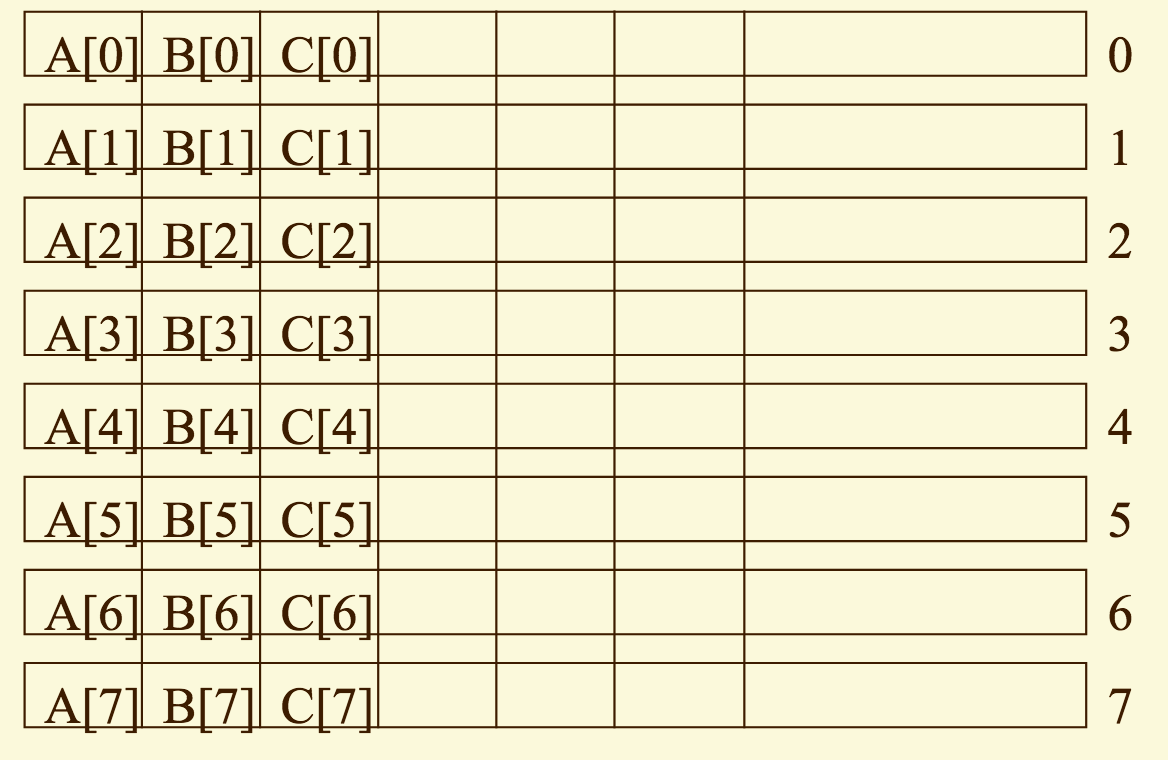 A[0] B[0] C[0] 0
A[1] B[1] C[1] 1
A[2] B[2] C[2] 2
A[3] B[3] C[3] 3
A[4] B[4] C[4] 4
A[5] B[5] C[5] 5
A[6] B[6] C[6] 6
A[7] B[7] C[7] 7